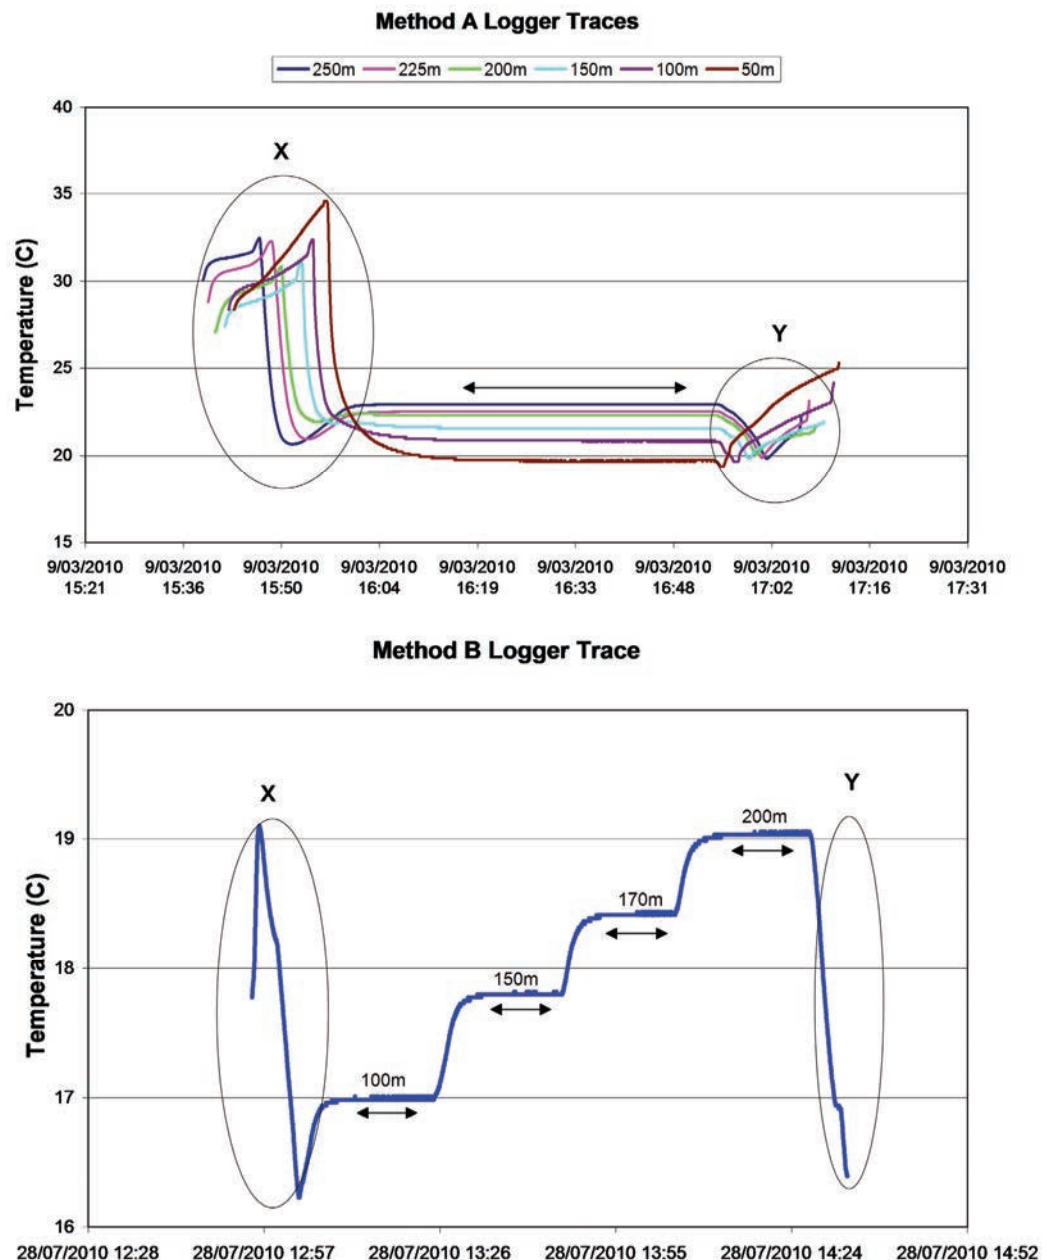 Method A Logger Traces
250m 225m 200m 150m 100m 50m
40
X
35
30
Y
25
20
15
Temperature (C)
9/03/2010 9/03/2010 9/03/2010 9/03/2010 9/03/2010 9/03/2010 9/03/2010 9/03/2010 9/03/2010 9/03/2010
15:21 15:36 15:50 16:04 16:19 16:33 16:48 17:02 17:16 17:31
Method B Logger Trace
20
X Y
200m
19
170m
18
150m
100m
17
16
Temperature (C)
28/07/2010 12:28 28/07/2010 12:57 28/07/2010 13:26 28/07/2010 13:55 28/07/2010 14:24 28/07/2010 14:52